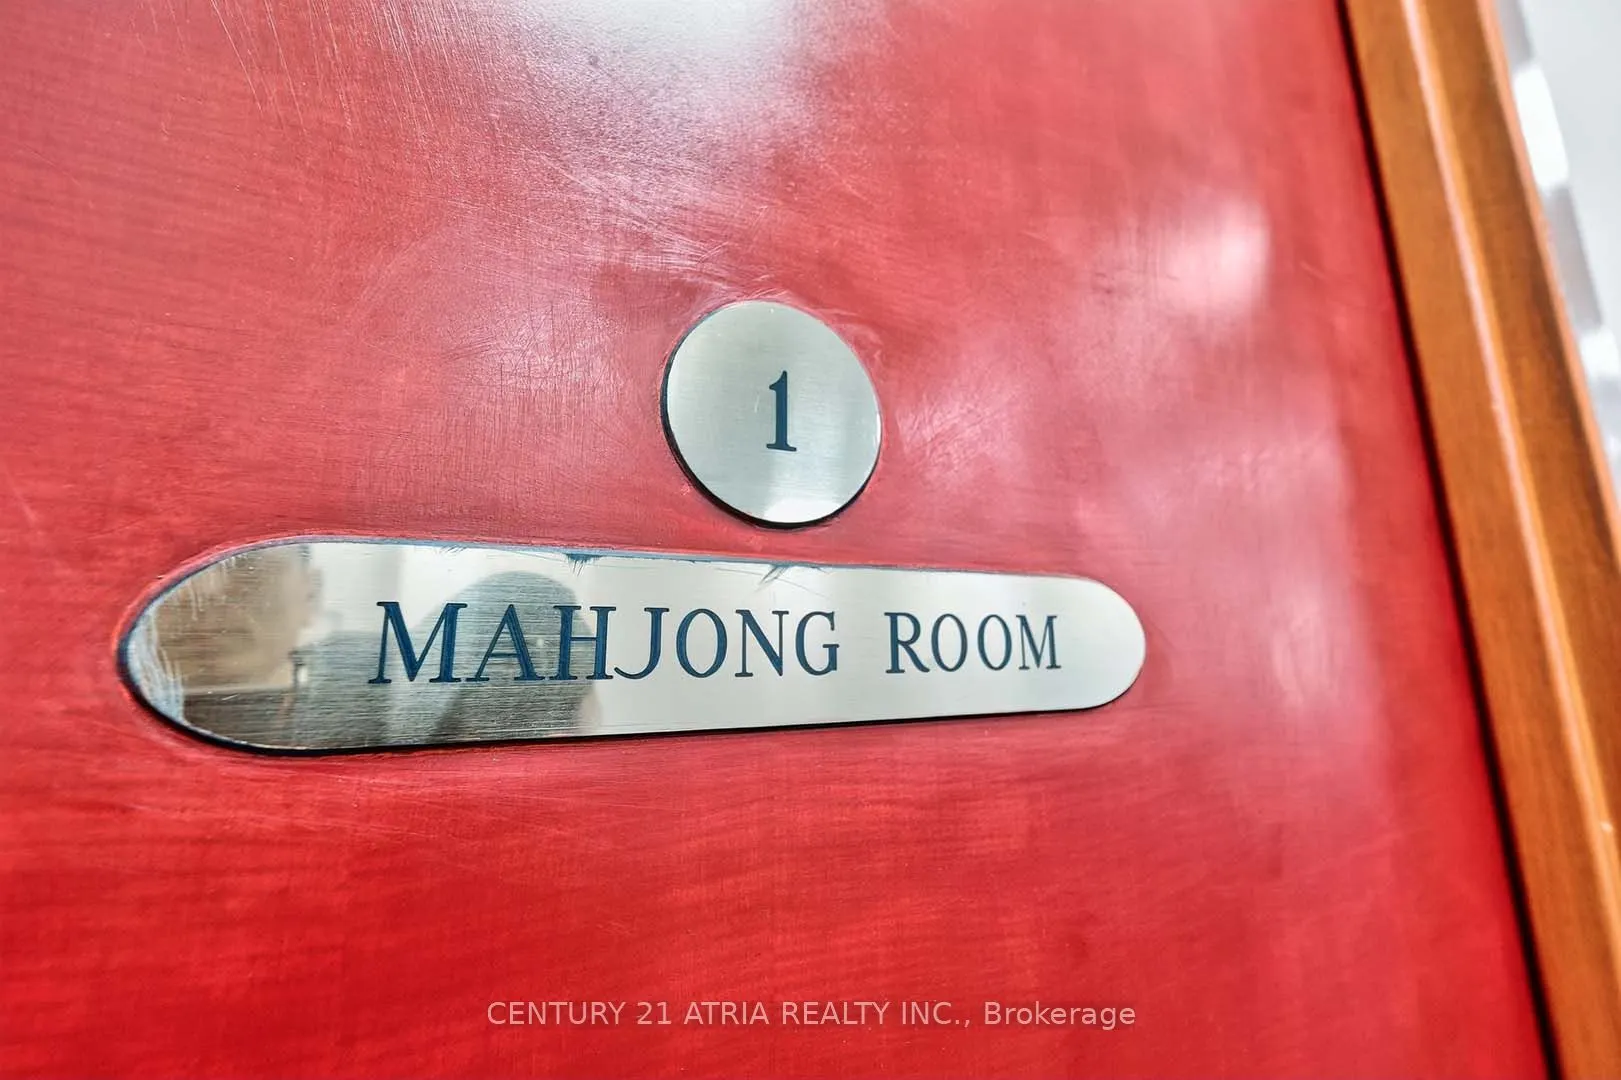 1
MAHJONG ROOM
CENTURY 21 ATRIA REALTY INC., Brokerage